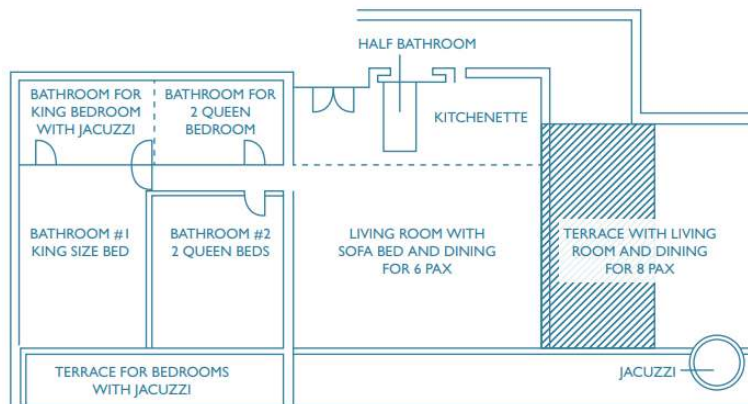 HALF BATHROOM
BATHROOM FOR
KING BEDROOM
WITH JACUZZI
BATHROOM FOR
2 QUEEN
BEDROOM
KITCHENETTE
BATHROOM #1
KING SIZE BED
BATHROOM #2
2 QUEEN BEDS
LIVING ROOM WITH
SOFA BED AND DINING
FOR 6 PAX
TERRACE WITH LIVING
ROOM AND DINING
FOR 8 PAX
TERRACE FOR BEDROOMS
WITH JACUZZI
JACUZZI